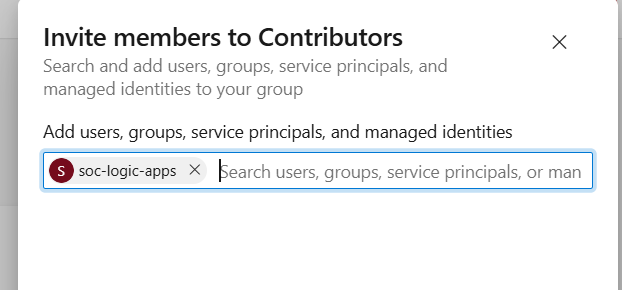 Invite members to Contributors
Search and add users, groups, service principals, and
managed identities to your group
Add users, groups, service principals, and managed identities
S soc-logic-apps Search users, groups, service principals, or man